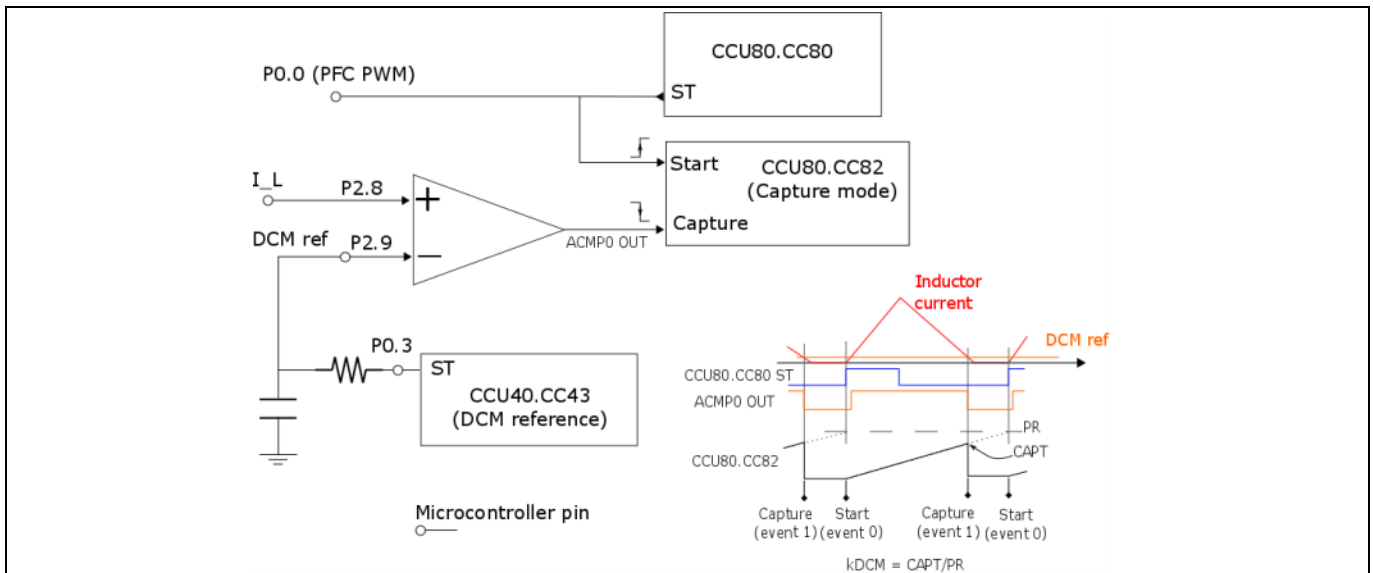 CCU80.CC80
P0.0 (PFC PWM)
ST
Start
CCU80.CC82
(Capture mode)
I_L
P2.8
+
Capture
ACMP0 OUT
DCM ref
P2.9
−
P0.3
ST
CCU40.CC43
(DCM reference)
Microcontroller pin
Inductor
current
DCM ref
CCU80.CC80 ST
ACMP0 OUT
PR
CAPT
CCU80.CC82
Capture
(event 1)
Start
(event 0)
Capture
(event 1)
Start
(event 0)
kDCM = CAPT/PR